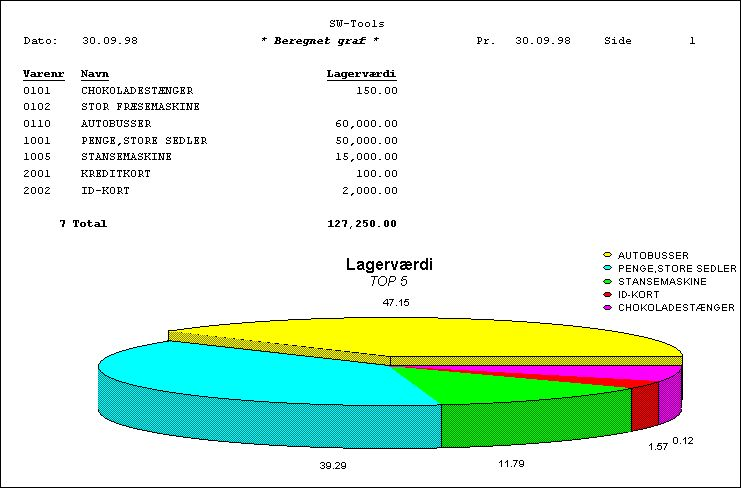 SW-Tools
Dato: 30.09.98 * Beregnet graf * Pr. 30.09.98 Side 1
Varenr Navn Lagerværdi
0101 CHOKOLADESTÆNGER 150.00
0102 STOR FRÆSEMASKINE
0110 AUTOBUSSER 60,000.00
1001 PENGE,STORE SEDLER 50,000.00
1005 STANSEMASKINE 15,000.00
2001 KREDITKORT 100.00
2002 ID-KORT 2,000.00
7 Total 127,250.00
Lagerværdi
TOP 5
AUTOBUSSER
PENGE,STORE SEDLER
STANSEMASKINE
ID-KORT
CHOKOLADESTÆNGER
47.15
39.29
11.79
1.57
0.12